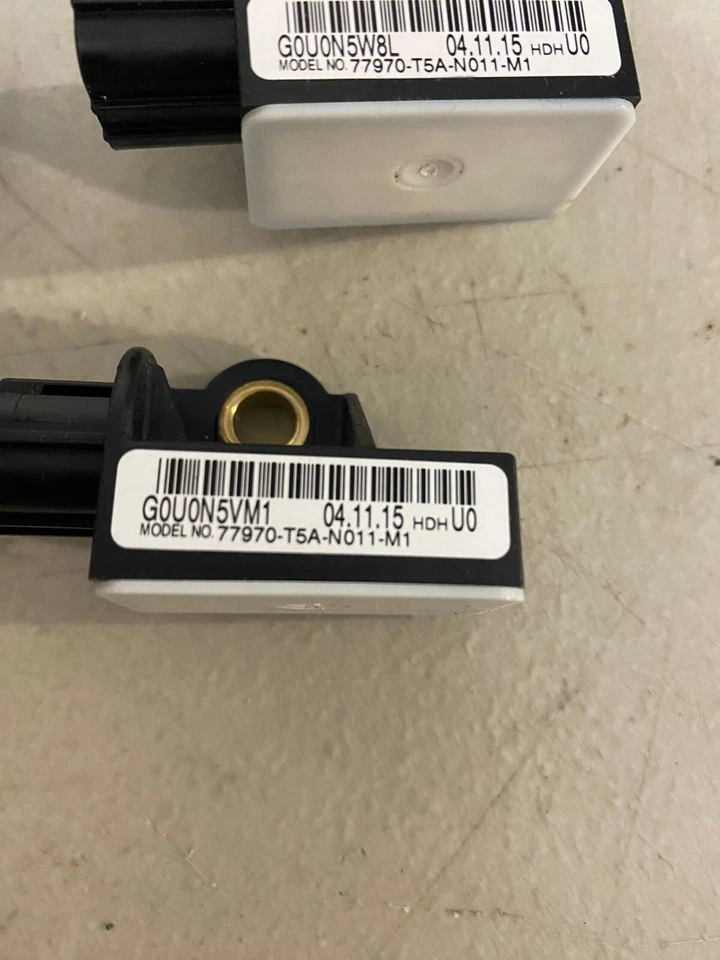 G0U0N5W8L 04.11.15 HDH U0
MODEL NO. 77970-T5A-N011-M1
G0U0N5VM1 04.11.15 HDH U0
MODEL NO. 77970-T5A-N011-M1